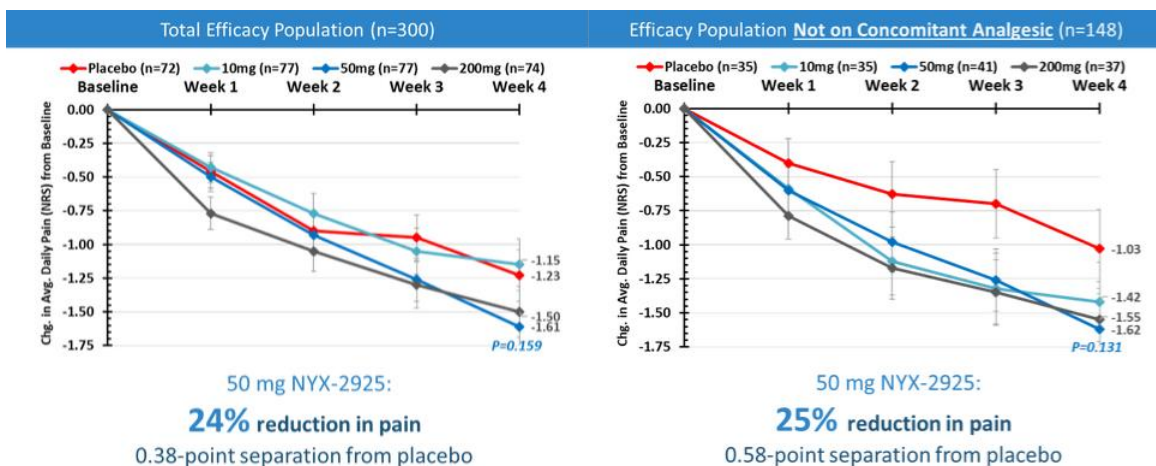 Total Efficacy Population (n=300)
Placebo (n=72) 10mg (n=77) 50mg (n=77) 200mg (n=74)
Baseline Week 1 Week 2 Week 3 Week 4
Chg. in Avg. Daily Pain (NRS) from Baseline
0.00
-0.25
-0.50
-0.75
-1.00
-1.25
-1.50
-1.75
-1.15
-1.23
-1.50
-1.61
P=0.159
50 mg NYX-2925:
24% reduction in pain
0.38-point separation from placebo
Efficacy Population Not on Concomitant Analgesic (n=148)
Placebo (n=35) 10mg (n=35) 50mg (n=41) 200mg (n=37)
Baseline Week 1 Week 2 Week 3 Week 4
Chg. in Avg. Daily Pain (NRS) from Baseline
0.00
-0.25
-0.50
-0.75
-1.00
-1.25
-1.50
-1.75
-1.03
-1.42
-1.55
-1.62
P=0.131
50 mg NYX-2925:
25% reduction in pain
0.58-point separation from placebo